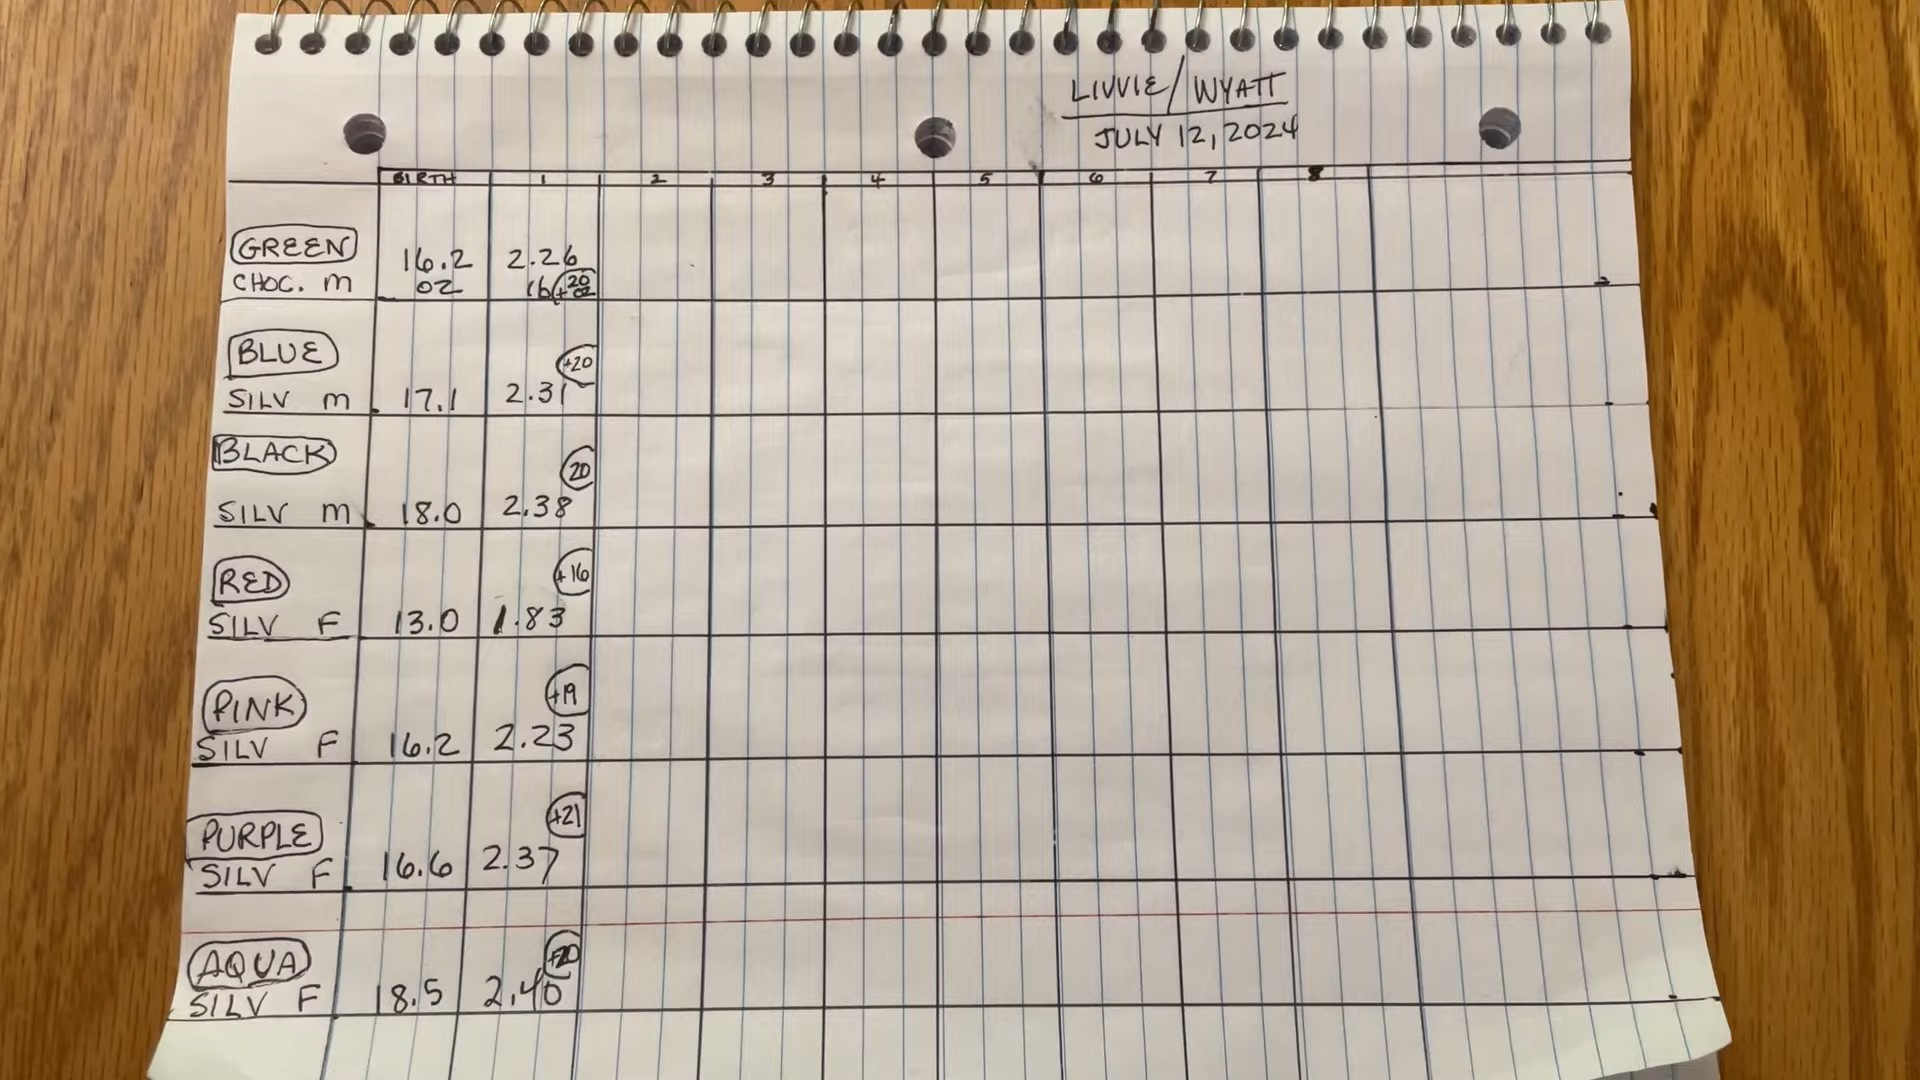 LIVVIE/WYATT
JULY 12, 2024
BIRTH 1 2 3 4 5 6 7 8
GREEN 16.2 2.26
CHOC. M OZ lb +20 OZ
BLUE +20
SILV M 17.1 2.31
BLACK 20
SILV M 18.0 2.38
RED +16
SILV F 13.0 1.83
PINK +19
SILV F 16.2 2.23
PURPLE +21
SILV F 16.6 2.37
AQUA +20
SILV F 18.5 2.40